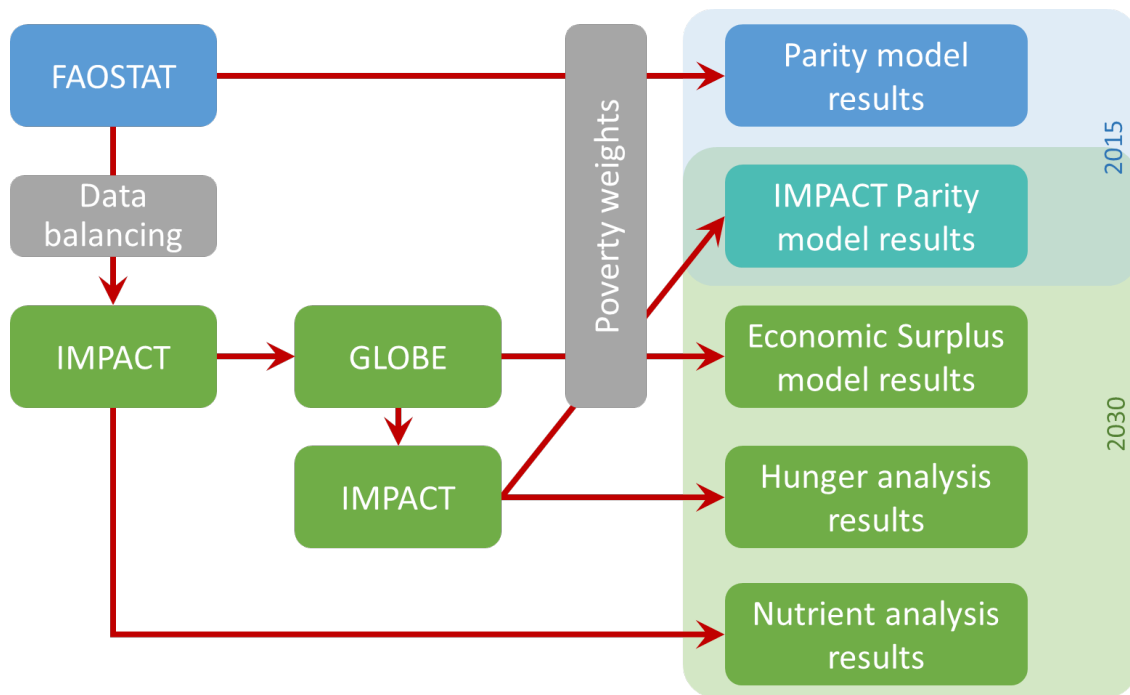 FAOSTAT
Data
balancing
IMPACT
GLOBE
IMPACT
Poverty weights
Parity model
results
IMPACT Parity
model results
Economic Surplus
model results
Hunger analysis
results
Nutrient analysis
results
2015
2030